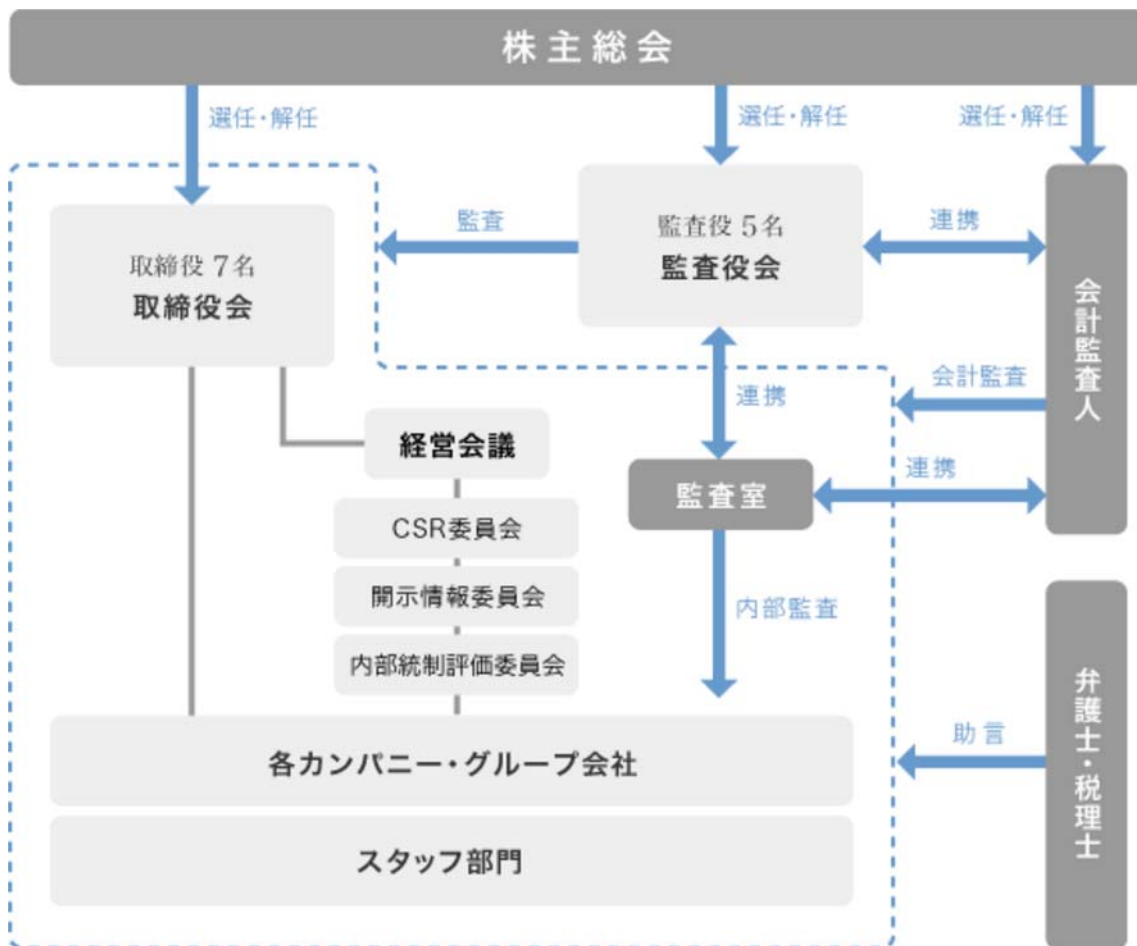 株主総会
選任・解任
選任・解任
選任・解任
取締役 7名
取締役会
監査
監査役 5名
監査役会
連携
会計監査人
会計監査
連携
経営会議
監査室
連携
CSR委員会
開示情報委員会
内部統制評価委員会
内部監査
各カンパニー・グループ会社
スタッフ部門
助言
弁護士・税理士